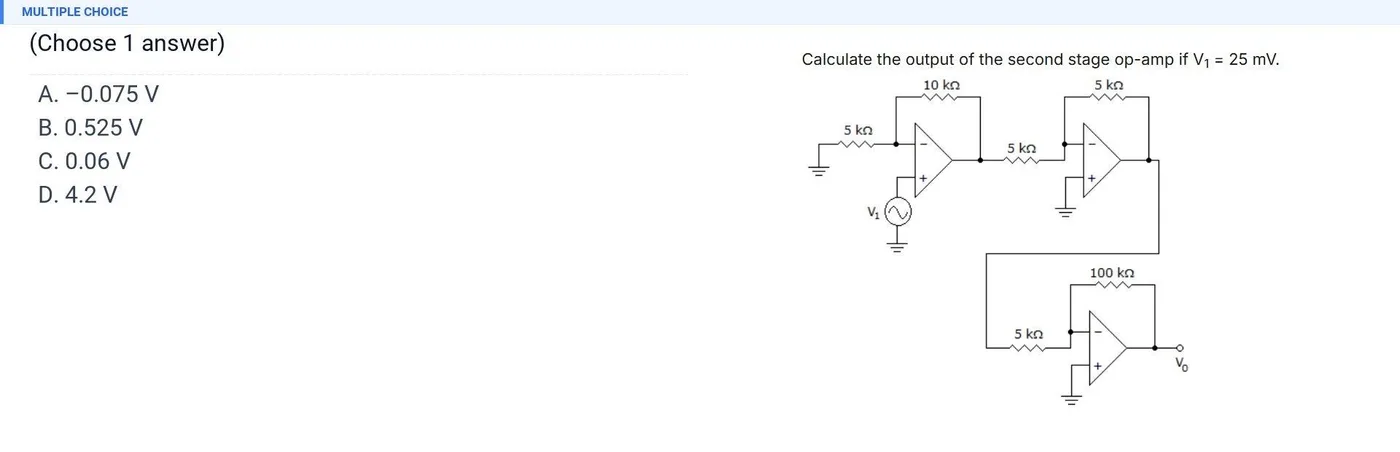 MULTIPLE CHOICE
(Choose 1 answer)
A. −0.075 V
B. 0.525 V
C. 0.06 V
D. 4.2 V
Calculate the output of the second stage op-amp if V₁ = 25 mV.
10 kΩ
5 kΩ
5 kΩ
5 kΩ
−
−
+
+
V₁
100 kΩ
5 kΩ
−
+
V₀